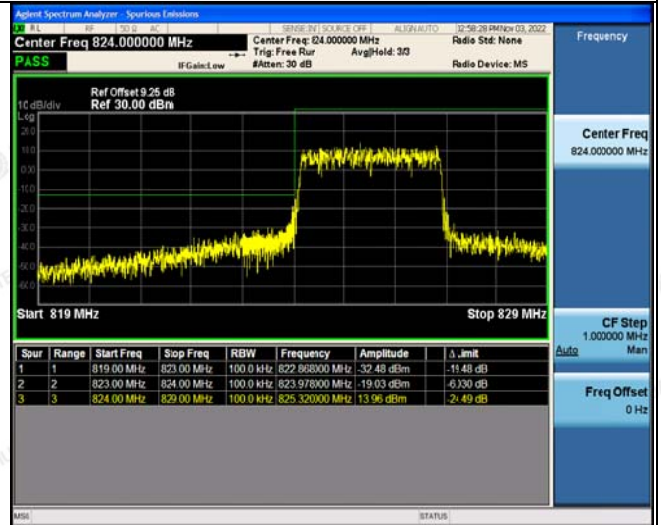 Agilent Spectrum Analyzer - Spurious Emissions
RL RF 50 Ω AC SENSE:INT SOURCE OFF ALIGN AUTO 12:58:28 PM Nov 03, 2022
Center Freq 824.000000 MHz Center Freq: 824.000000 MHz Radio Std: None
Trig: Free Run Avg|Hold: 3/3
PASS IFGain:Low #Atten: 30 dB Radio Device: MS
Ref Offset 9.25 dB
10 dB/div Ref 30.00 dBm
Log
20.0
10.0
0.00
-10.0
-20.0
-30.0
-40.0
-50.0
-60.0
Start 819 MHz Stop 829 MHz
Spur Range Start Freq Stop Freq RBW Frequency Amplitude Δ Limit
1 1 819.00 MHz 823.00 MHz 100.0 kHz 822.868000 MHz -32.48 dBm -19.48 dB
2 2 823.00 MHz 824.00 MHz 100.0 kHz 823.978000 MHz -19.03 dBm -6.030 dB
3 3 824.00 MHz 829.00 MHz 100.0 kHz 825.320000 MHz 13.96 dBm
MSG STATUS
Frequency
Center Freq
824.000000 MHz
CF Step
1.000000 MHz
Auto Man
Freq Offset
0 Hz